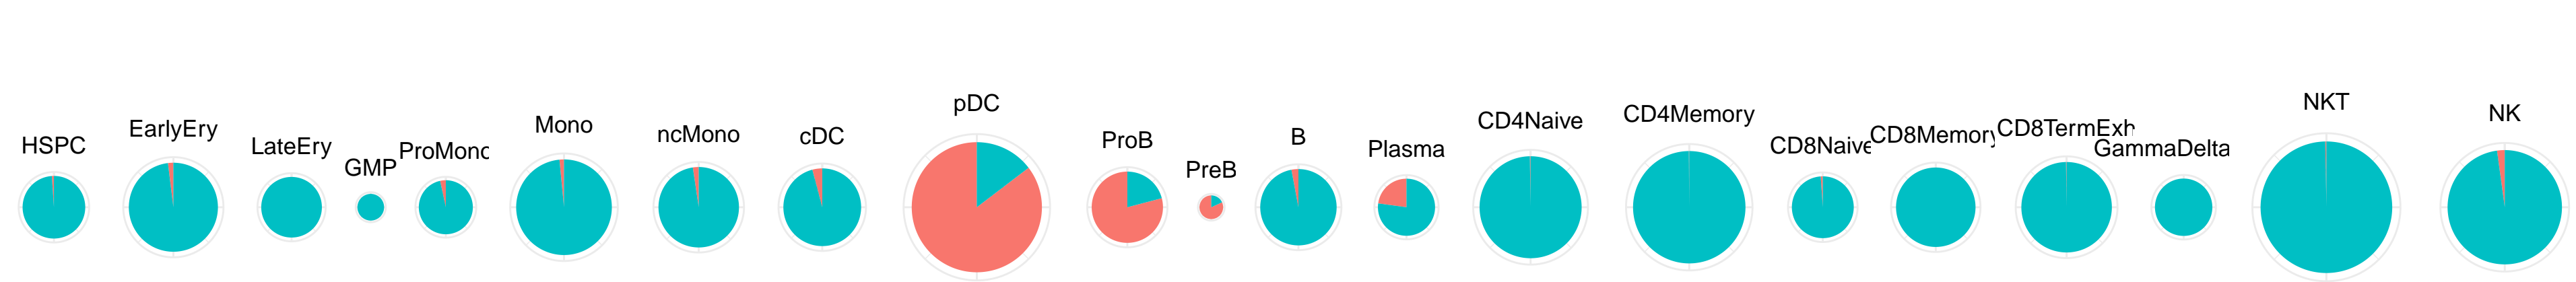 HSPC
EarlyEry
LateEry
GMP
ProMono
Mono
ncMono
cDC
pDC
ProB
PreB
B
Plasma
CD4Naive
CD4Memory
CD8Naive
CD8Memory
CD8TermExh
GammaDelta
NKT
NK